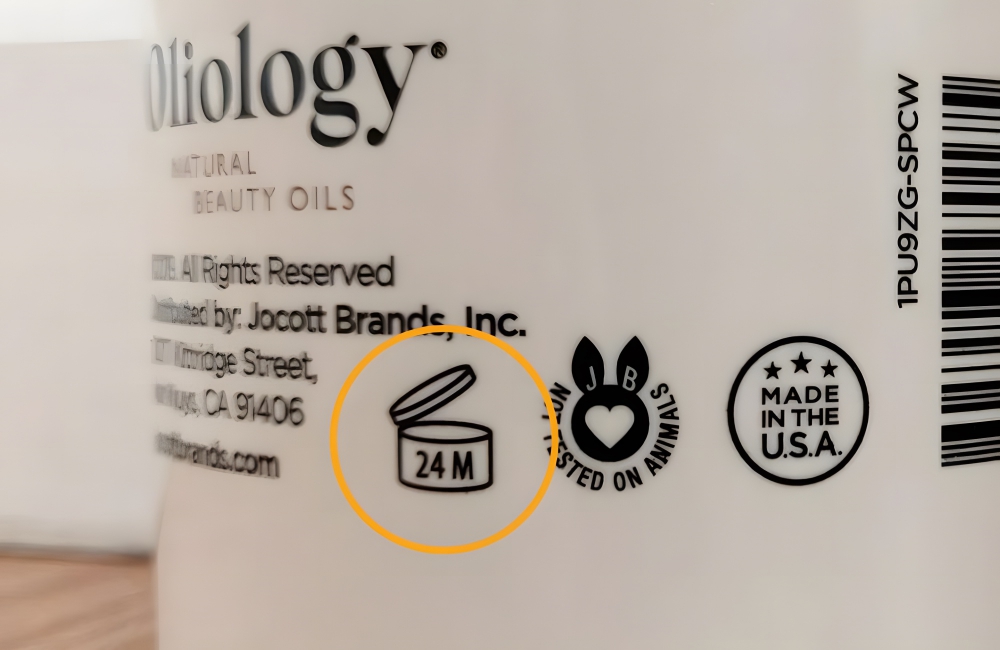 Oliology®
NATURAL
BEAUTY OILS
All Rights Reserved
by: Jocott Brands, Inc.
Street,
CA 91406
24 M
J B
NOT TESTED ON ANIMALS
MADE
IN THE
U.S.A.
1PU9ZG-SPCW